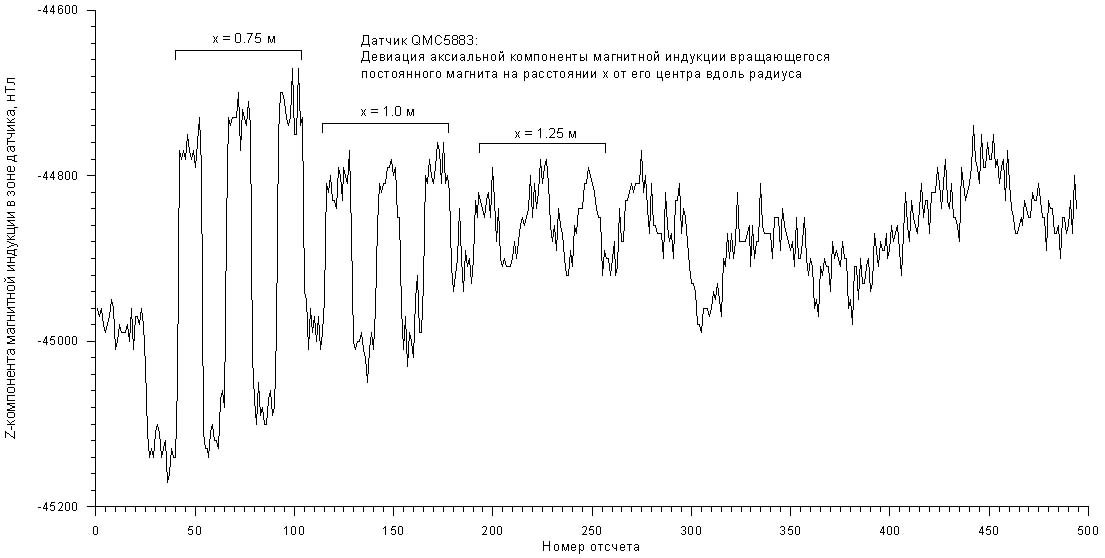 -44600
x = 0.75 м
Датчик QMC5883:
Девиация аксиальной компоненты магнитной индукции вращающегося
постоянного магнита на расстоянии x от его центра вдоль радиуса
x = 1.0 м
x = 1.25 м
-44800
Z-компонента магнитной индукции в зоне датчика, нТл
-45000
-45200
0 50 100 150 200 250 300 350 400 450 500
Номер отсчета